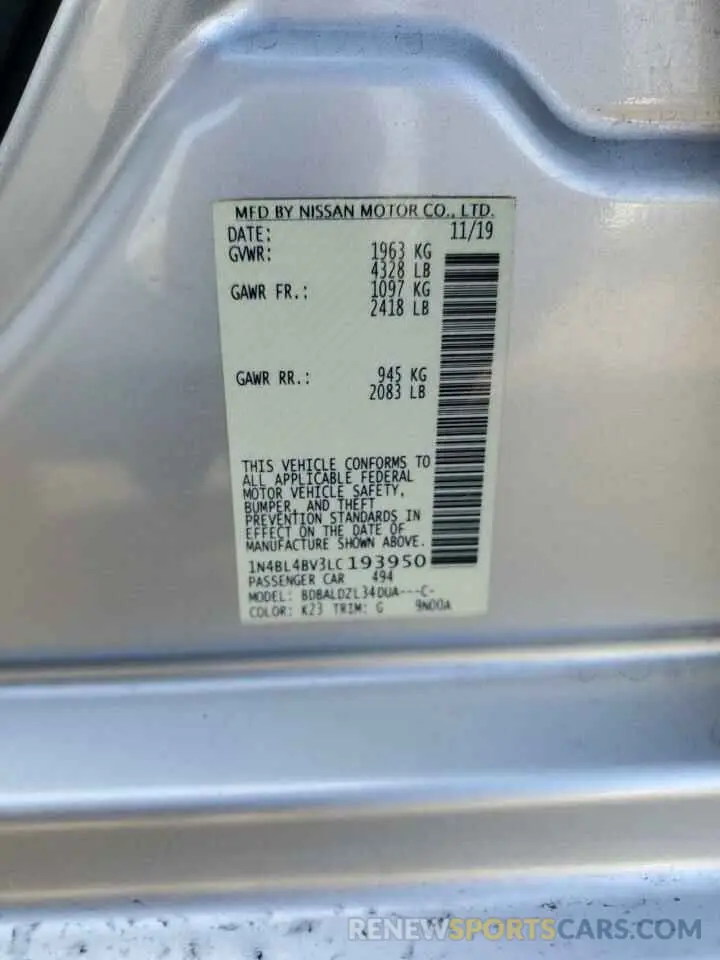 MFD BY NISSAN MOTOR CO., LTD.
DATE: 11/19
GVWR: 1963 KG
4328 LB
GAWR FR.: 1097 KG
2418 LB
GAWR RR.: 945 KG
2083 LB
THIS VEHICLE CONFORMS TO
ALL APPLICABLE FEDERAL
MOTOR VEHICLE SAFETY,
BUMPER, AND THEFT
PREVENTION STANDARDS IN
EFFECT ON THE DATE OF
MANUFACTURE SHOWN ABOVE.
1N4BL4BV3LC193950
PASSENGER CAR 494
MODEL: BDBALDZL34DUA---C-
COLOR: K23 TRIM: G 9N00A
RENEWSPORTSCARS.COM